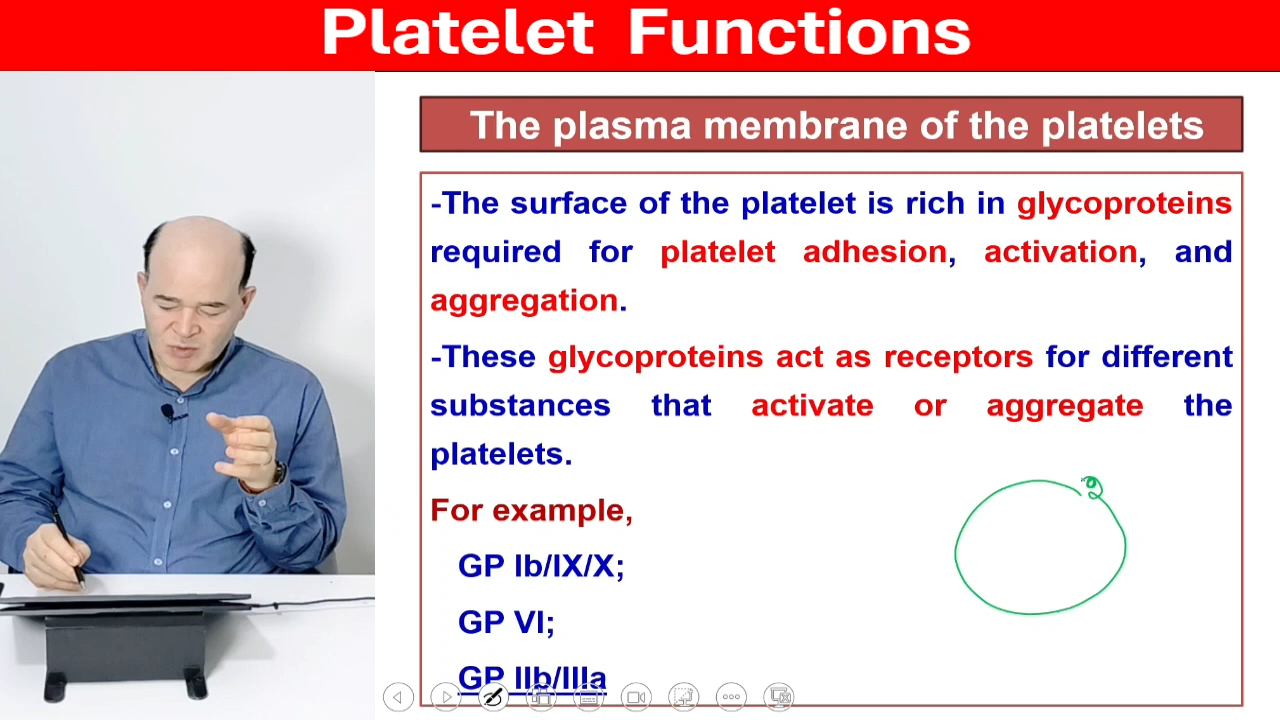 Platelet Functions
The plasma membrane of the platelets
-The surface of the platelet is rich in glycoproteins
required for platelet adhesion, activation, and
aggregation.
-These glycoproteins act as receptors for different
substances that activate or aggregate the
platelets.
For example,
GP Ib/IX/X;
GP VI;
GP IIb/IIIa